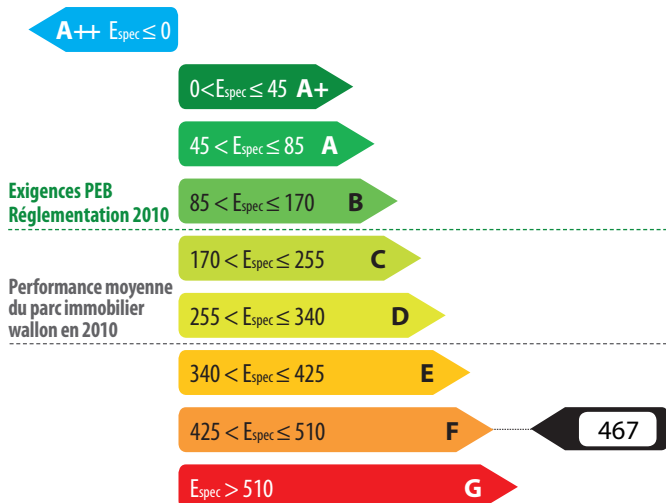 A++ Espec ≤ 0
0<Espec ≤ 45 A+
45 < Espec ≤ 85 A
Exigences PEB
Réglementation 2010
85 < Espec ≤ 170 B
170 < Espec ≤ 255 C
Performance moyenne
du parc immobilier
wallon en 2010
255 < Espec ≤ 340 D
340 < Espec ≤ 425 E
425 < Espec ≤ 510 F
467
Espec > 510 G